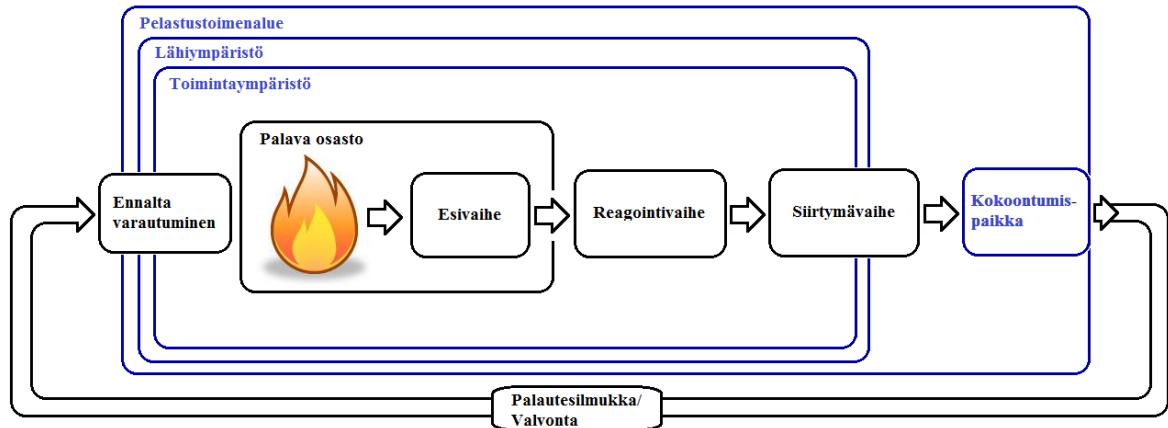 Pelastustoimenalue
Lähiympäristö
Toimintaympäristö
Palava osasto
Ennalta
varautuminen
Esivaihe
Reagointivaihe
Siirtymävaihe
Kokoontumis-
paikka
Palautesilmukka/
Valvonta